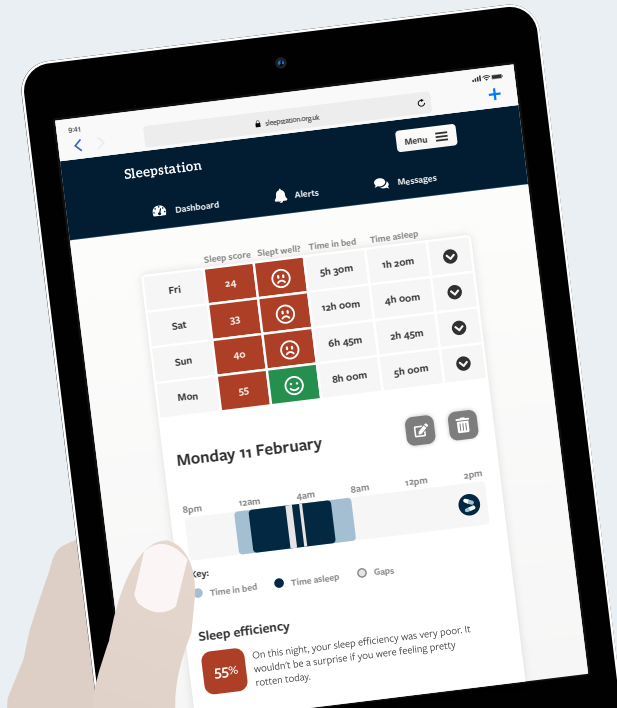 9:41
sleepstation.org.uk
Sleepstation
Menu
Dashboard
Alerts
Messages
Sleep score Slept well? Time in bed Time asleep
Fri 24 5h 30m 1h 20m
Sat 33 12h 00m 4h 00m
Sun 40 6h 45m 2h 45m
Mon 55 8h 00m 5h 00m
Monday 11 February
8pm 12am 4am 8am 12pm 2pm
Key:
Time in bed Time asleep Gaps
Sleep efficiency
55%
On this night, your sleep efficiency was very poor. It
wouldn't be a surprise if you were feeling pretty
rotten today.